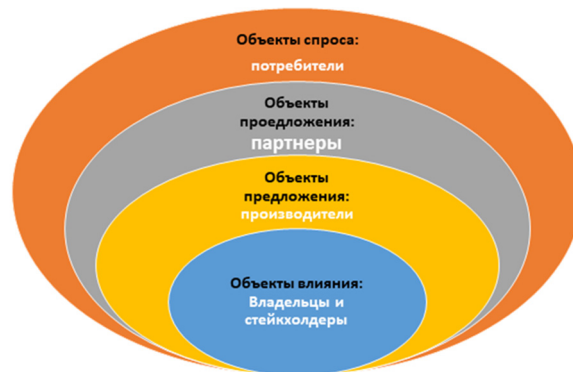 Объекты спроса:
потребители
Объекты
проедложения:
партнеры
Объекты
предложения:
производители
Объекты влияния:
Владельцы и
стейкхолдеры